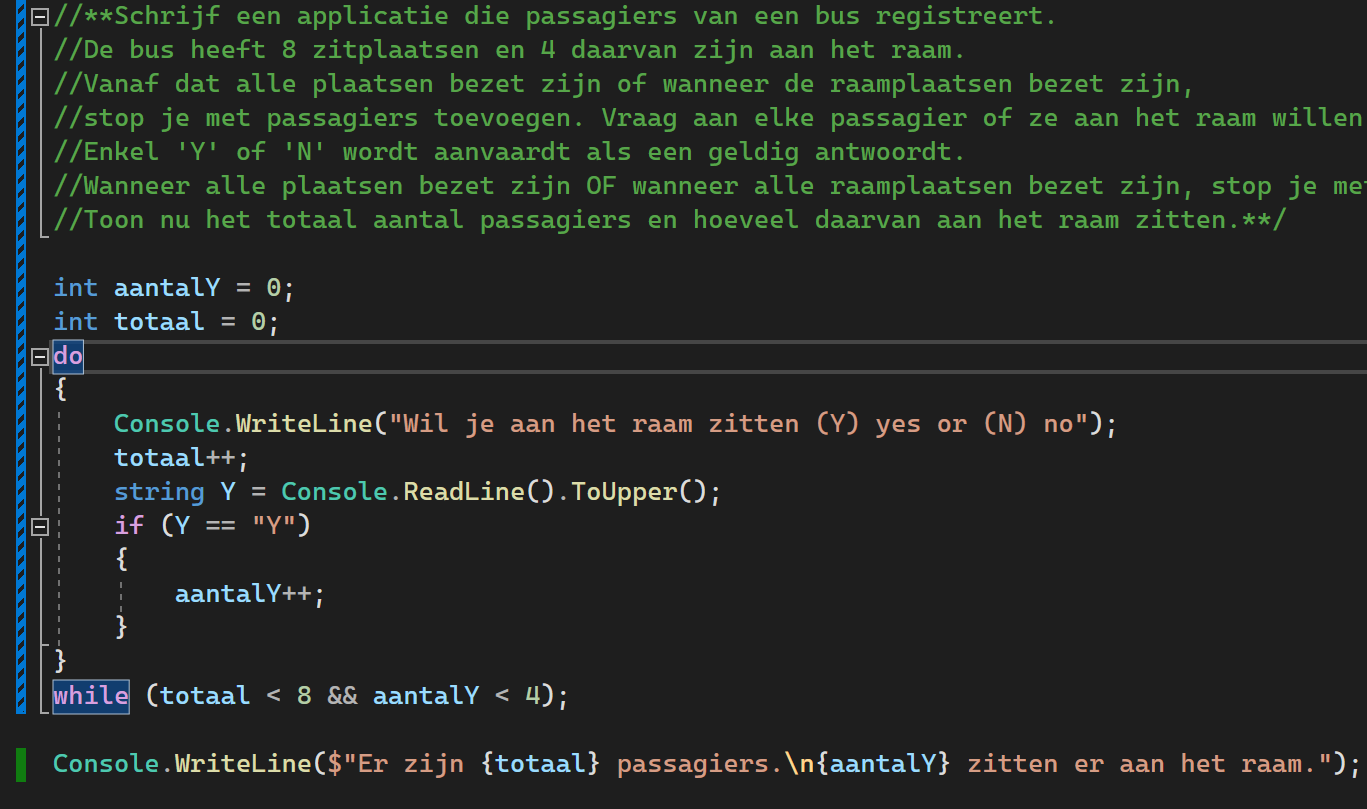 //**Schrijf een applicatie die passagiers van een bus registreert.
//De bus heeft 8 zitplaatsen en 4 daarvan zijn aan het raam.
//Vanaf dat alle plaatsen bezet zijn of wanneer de raamplaatsen bezet zijn,
//stop je met passagiers toevoegen. Vraag aan elke passagier of ze aan het raam willen
//Enkel 'Y' of 'N' wordt aanvaardt als een geldig antwoordt.
//Wanneer alle plaatsen bezet zijn OF wanneer alle raamplaatsen bezet zijn, stop je me
//Toon nu het totaal aantal passagiers en hoeveel daarvan aan het raam zitten.**/
int aantalY = 0;
int totaal = 0;
do
{
Console.WriteLine("Wil je aan het raam zitten (Y) yes or (N) no");
totaal++;
string Y = Console.ReadLine().ToUpper();
if (Y == "Y")
{
aantalY++;
}
}
while (totaal < 8 && aantalY < 4);
Console.WriteLine($"Er zijn {totaal} passagiers.\n{aantalY} zitten er aan het raam.");